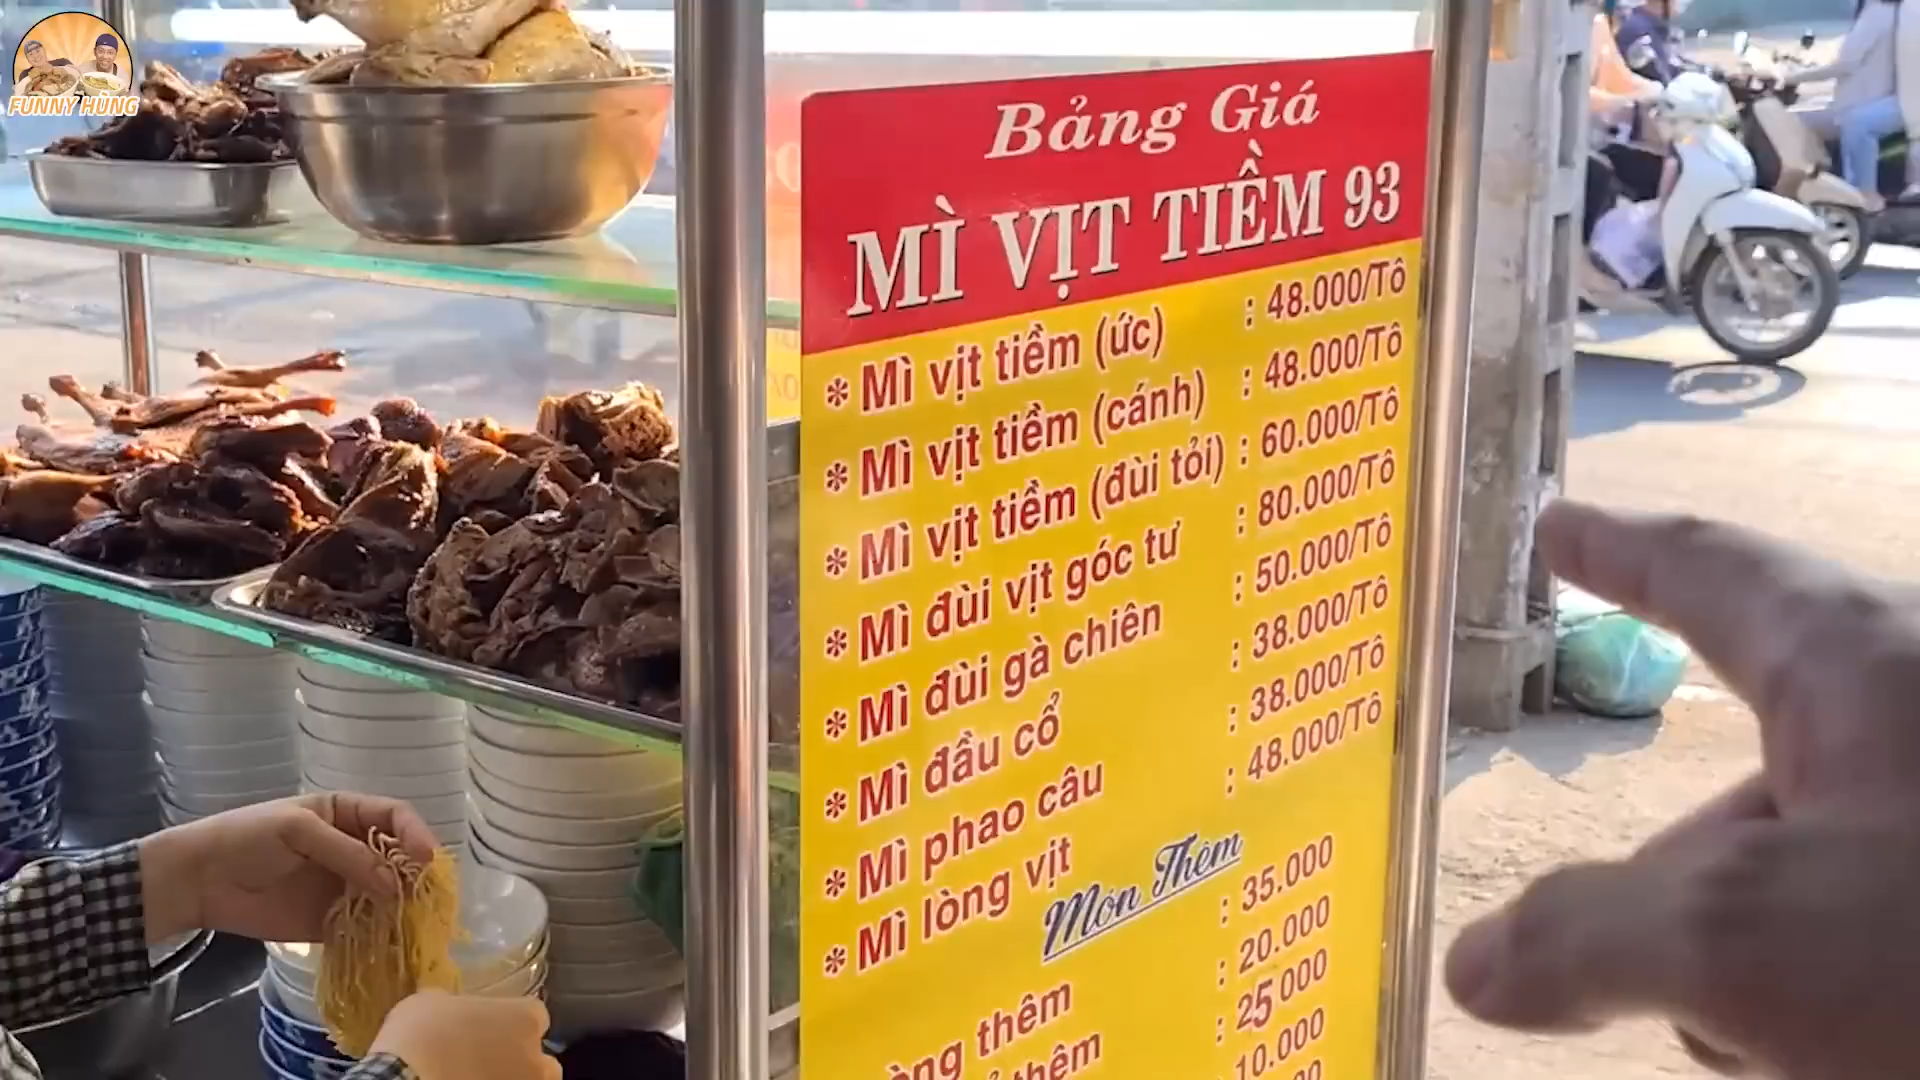 FUNNY HÙNG
Bảng Giá
MÌ VỊT TIỀM 93
* Mì vịt tiềm (ức) : 48.000/Tô
* Mì vịt tiềm (cánh) : 48.000/Tô
* Mì vịt tiềm (đùi tỏi) : 60.000/Tô
* Mì đùi vịt góc tư : 80.000/Tô
* Mì đùi gà chiên : 50.000/Tô
* Mì đầu cổ : 38.000/Tô
* Mì phao câu : 38.000/Tô
* Mì lòng vịt : 48.000/Tô
Món Thêm
thêm : 35.000
thêm : 20.000
: 25.000
10.000